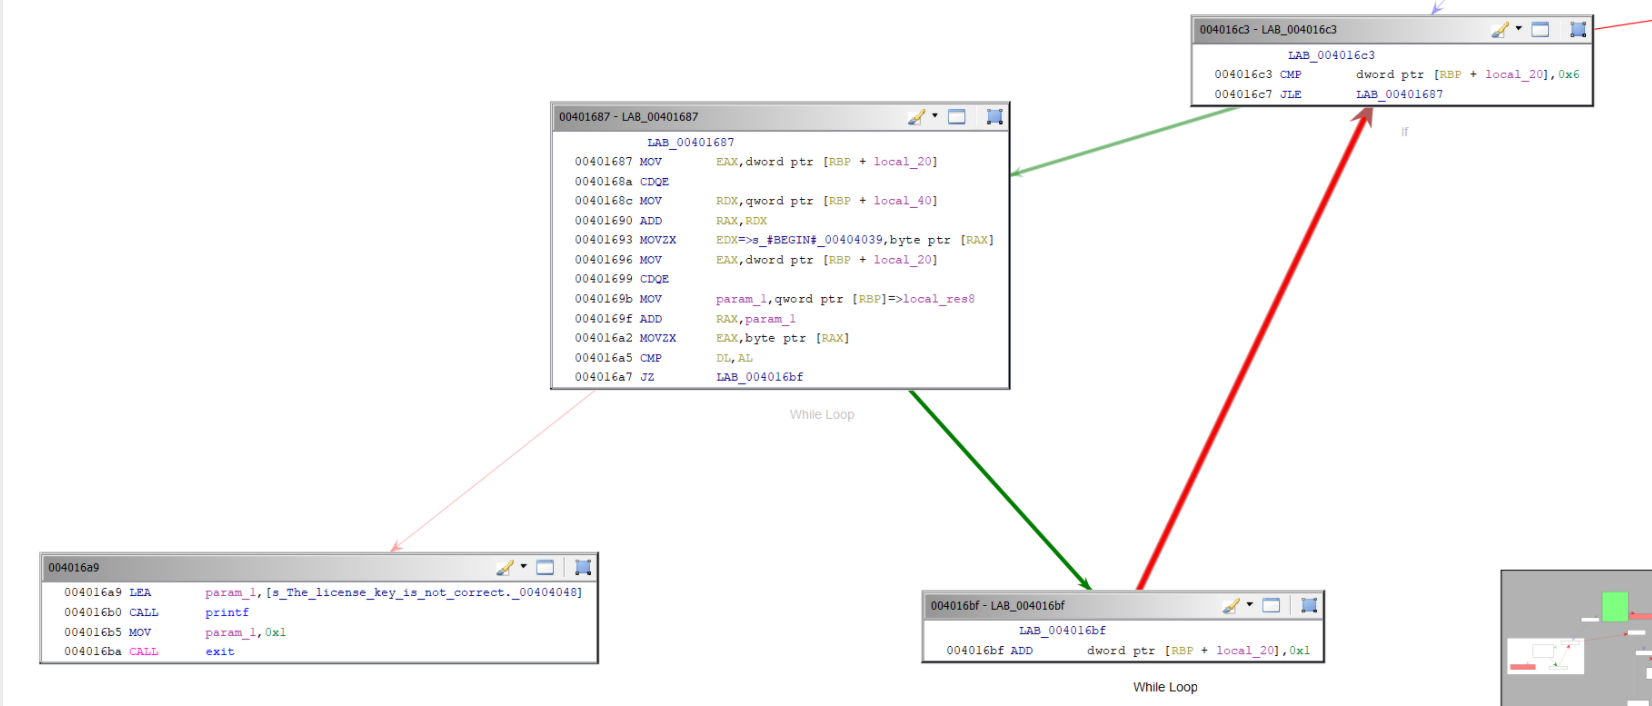 004016c3 - LAB_004016c3
LAB_004016c3
004016c3 CMP dword ptr [RBP + local_20],0x6
004016c7 JLE LAB_00401687
If
00401687 - LAB_00401687
LAB_00401687
00401687 MOV EAX,dword ptr [RBP + local_20]
0040168a CDQE
0040168c MOV RDX,qword ptr [RBP + local_40]
00401690 ADD RAX,RDX
00401693 MOVZX EDX=>s_#BEGIN#_00404039,byte ptr [RAX]
00401696 MOV EAX,dword ptr [RBP + local_20]
00401699 CDQE
0040169b MOV param_1,qword ptr [RBP]=>local_res8
0040169f ADD RAX,param_1
004016a2 MOVZX EAX,byte ptr [RAX]
004016a5 CMP DL,AL
004016a7 JZ LAB_004016bf
While Loop
004016a9
004016a9 LEA param_1,[s_The_license_key_is_not_correct._00404048]
004016b0 CALL printf
004016b5 MOV param_1,0x1
004016ba CALL exit
004016bf - LAB_004016bf
LAB_004016bf
004016bf ADD dword ptr [RBP + local_20],0x1
While Loop